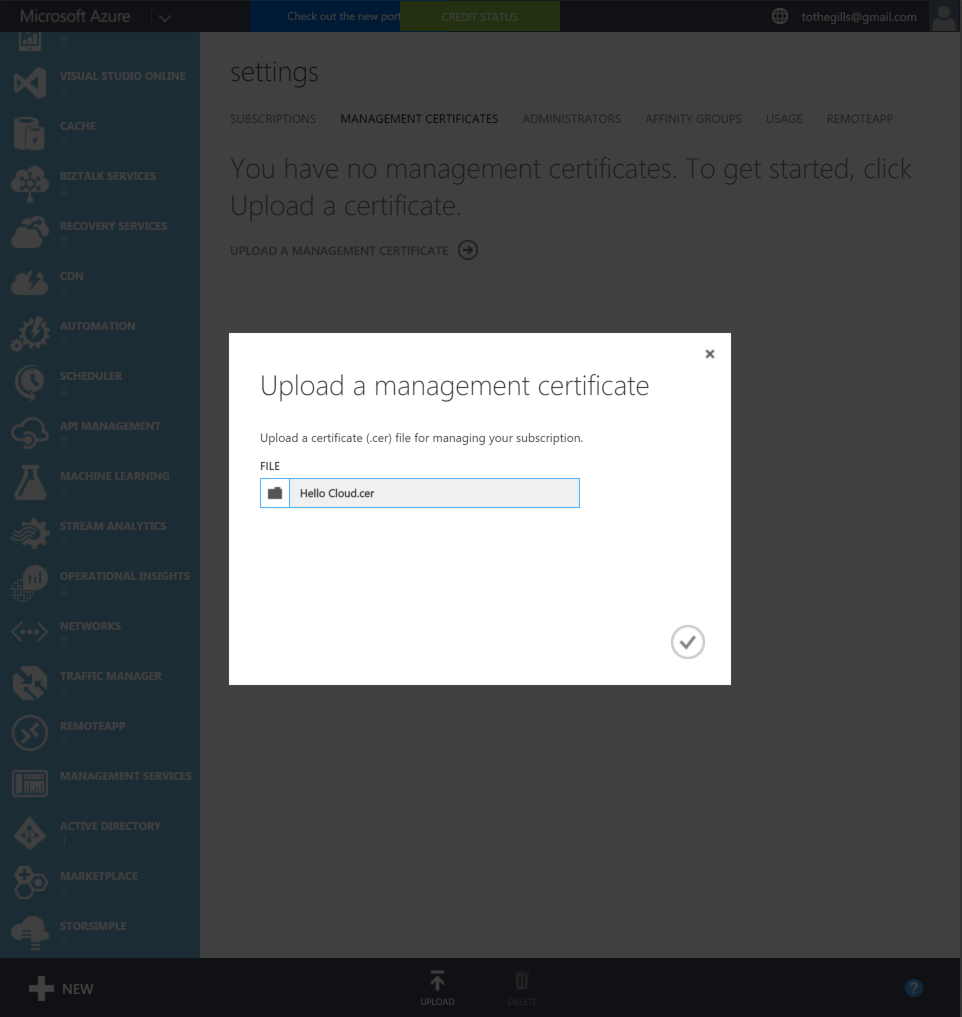 Microsoft Azure
Check out the new port
CREDIT STATUS
tothegills@gmail.com
0
VISUAL STUDIO ONLINE
0
CACHE
0
BIZTALK SERVICES
0
RECOVERY SERVICES
0
CDN
0
AUTOMATION
0
SCHEDULER
0
API MANAGEMENT
0
MACHINE LEARNING
0
STREAM ANALYTICS
0
OPERATIONAL INSIGHTS
0
NETWORKS
0
TRAFFIC MANAGER
0
REMOTEAPP
0
MANAGEMENT SERVICES
ACTIVE DIRECTORY
1
MARKETPLACE
0
STORSIMPLE
0
settings
SUBSCRIPTIONS MANAGEMENT CERTIFICATES ADMINISTRATORS AFFINITY GROUPS USAGE REMOTEAPP
You have no management certificates. To get started, click
Upload a certificate.
UPLOAD A MANAGEMENT CERTIFICATE
Upload a management certificate
Upload a certificate (.cer) file for managing your subscription.
FILE
Hello Cloud.cer
NEW
UPLOAD
DELETE
?